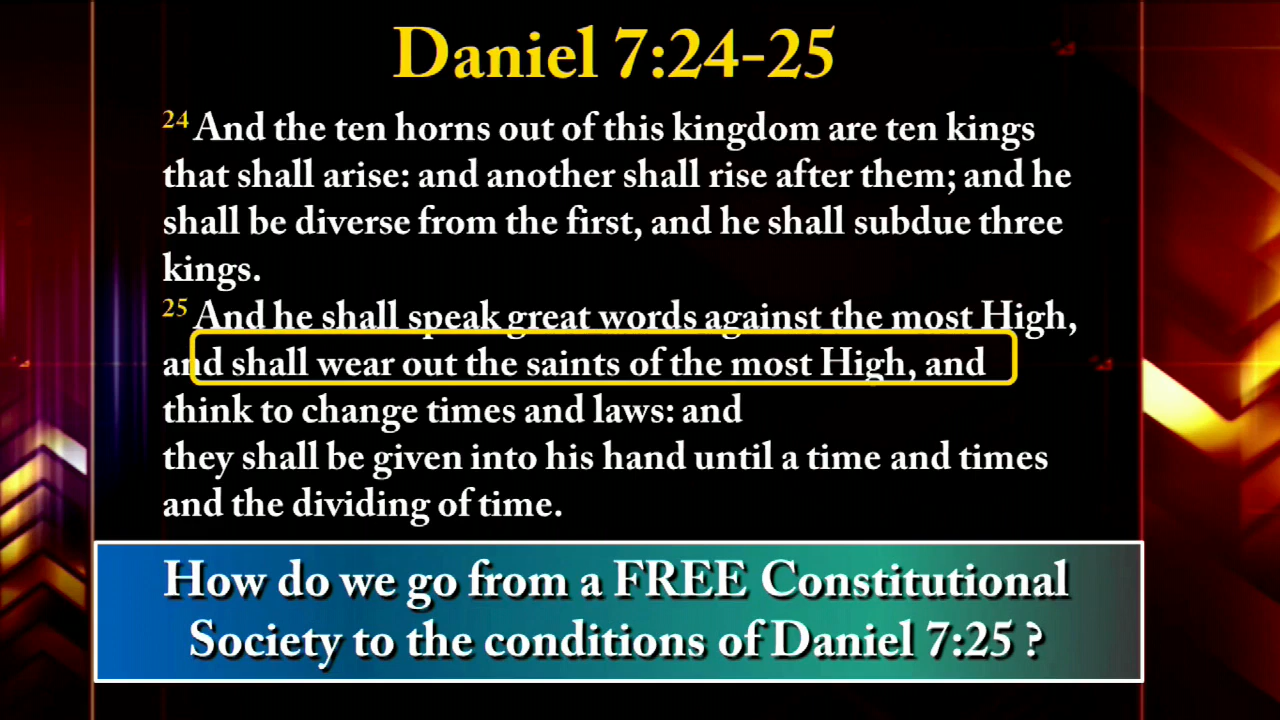 Daniel 7:24-25
24 And the ten horns out of this kingdom are ten kings
that shall arise: and another shall rise after them; and he
shall be diverse from the first, and he shall subdue three
kings.
25 And he shall speak great words against the most High,
and shall wear out the saints of the most High, and
think to change times and laws: and
they shall be given into his hand until a time and times
and the dividing of time.
How do we go from a FREE Constitutional
Society to the conditions of Daniel 7:25 ?